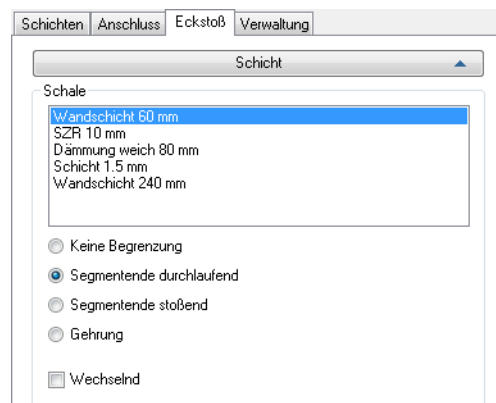 Schichten Anschluss Eckstoß Verwaltung
Schicht
Schale
Wandschicht 60 mm
SZR 10 mm
Dämmung weich 80 mm
Schicht 1.5 mm
Wandschicht 240 mm
Keine Begrenzung
Segmentende durchlaufend
Segmentende stoßend
Gehrung
Wechselnd